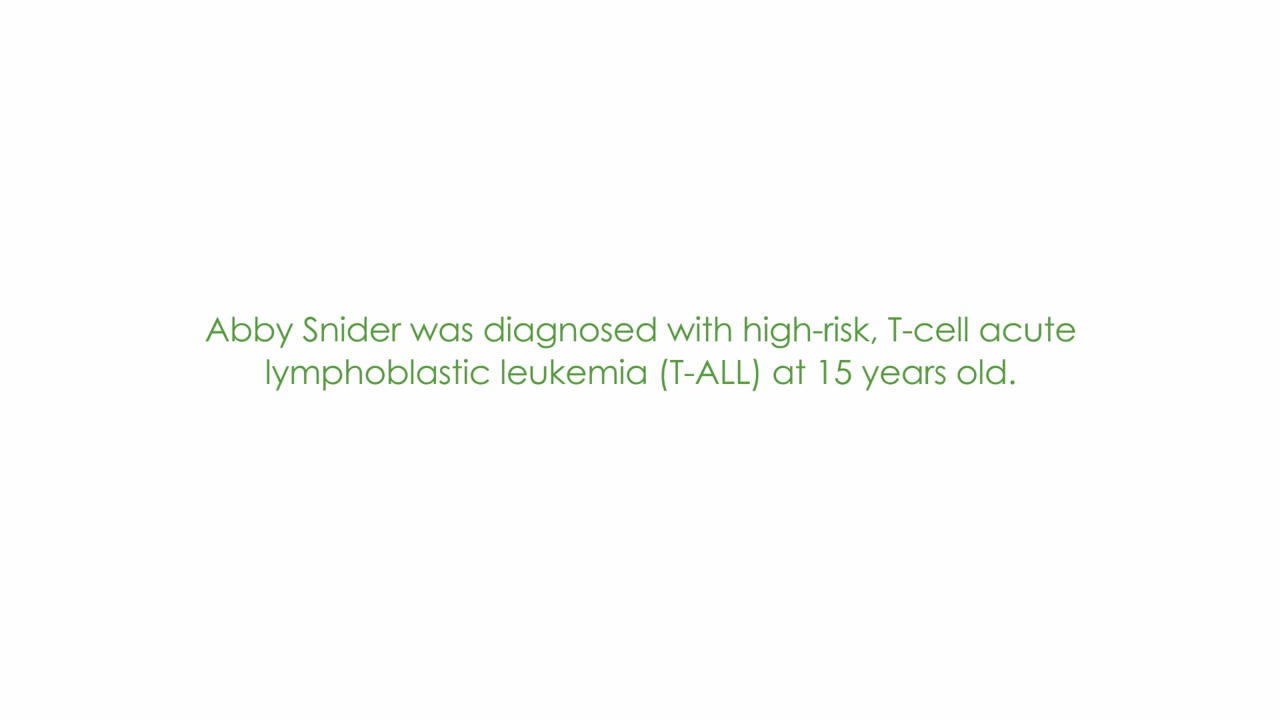 Abby Snider was diagnosed with high-risk, T-cell acute
lymphoblastic leukemia (T-ALL) at 15 years old.